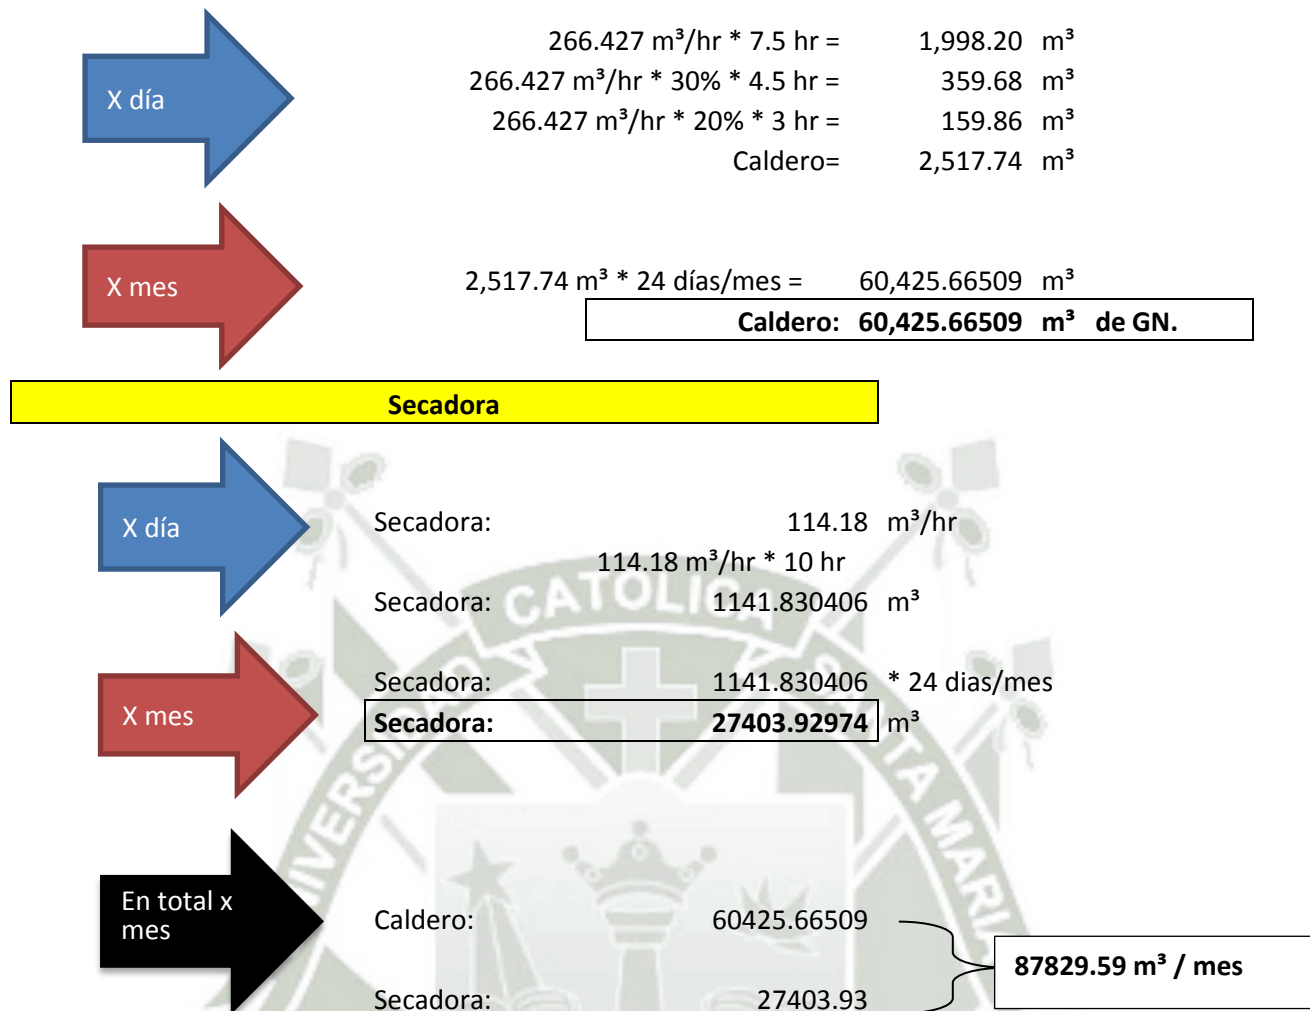 X día
266.427 m³/hr * 7.5 hr = 1,998.20 m³
266.427 m³/hr * 30% * 4.5 hr = 359.68 m³
266.427 m³/hr * 20% * 3 hr = 159.86 m³
Caldero= 2,517.74 m³
X mes
2,517.74 m³ * 24 días/mes = 60,425.66509 m³
Caldero: 60,425.66509 m³ de GN.
Secadora
X día
Secadora: 114.18 m³/hr
114.18 m³/hr * 10 hr
Secadora: 1141.830406 m³
X mes
Secadora: 1141.830406 * 24 dias/mes
Secadora: 27403.92974 m³
En total x
mes
Caldero: 60425.66509
87829.59 m³ / mes
Secadora: 27403.93
UNIVERSIDAD CATOLICA SANTA MARIA